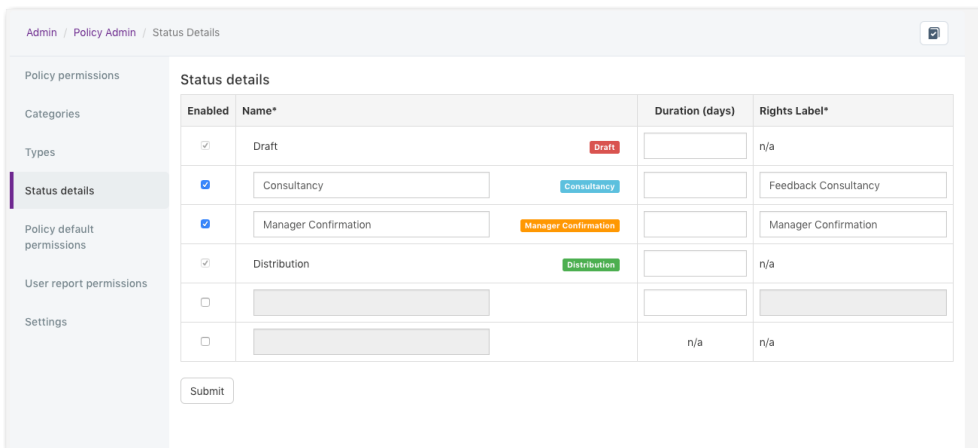 Admin / Policy Admin / Status Details
Policy permissions
Categories
Types
Status details
Policy default
permissions
User report permissions
Settings
Status details
Enabled Name* Duration (days) Rights Label*
Draft Draft n/a
Consultancy Consultancy Feedback Consultancy
Manager Confirmation Manager Confirmation Manager Confirmation
Distribution Distribution n/a
n/a n/a
Submit